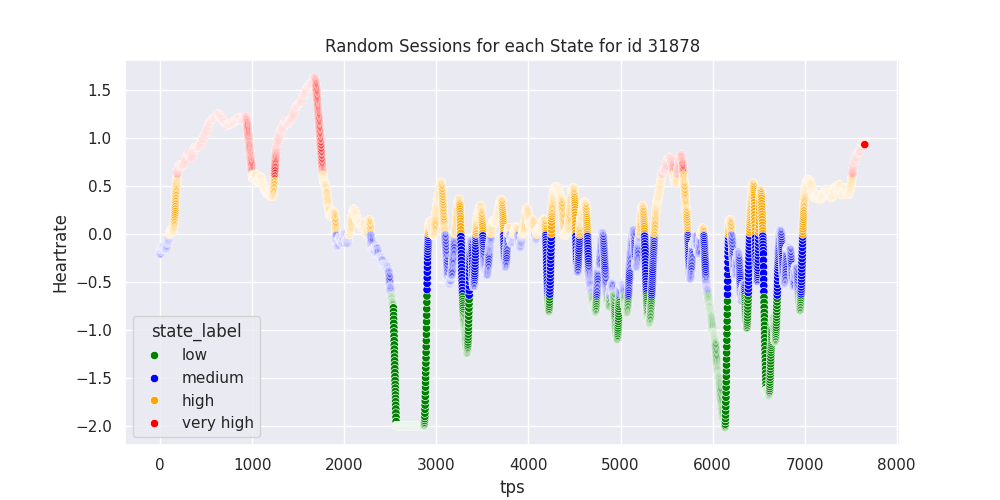 Random Sessions for each State for id 31878
Heartrate
1.5
1.0
0.5
0.0
−0.5
−1.0
−1.5
−2.0
state_label
low
medium
high
very high
0 1000 2000 3000 4000 5000 6000 7000 8000
tps